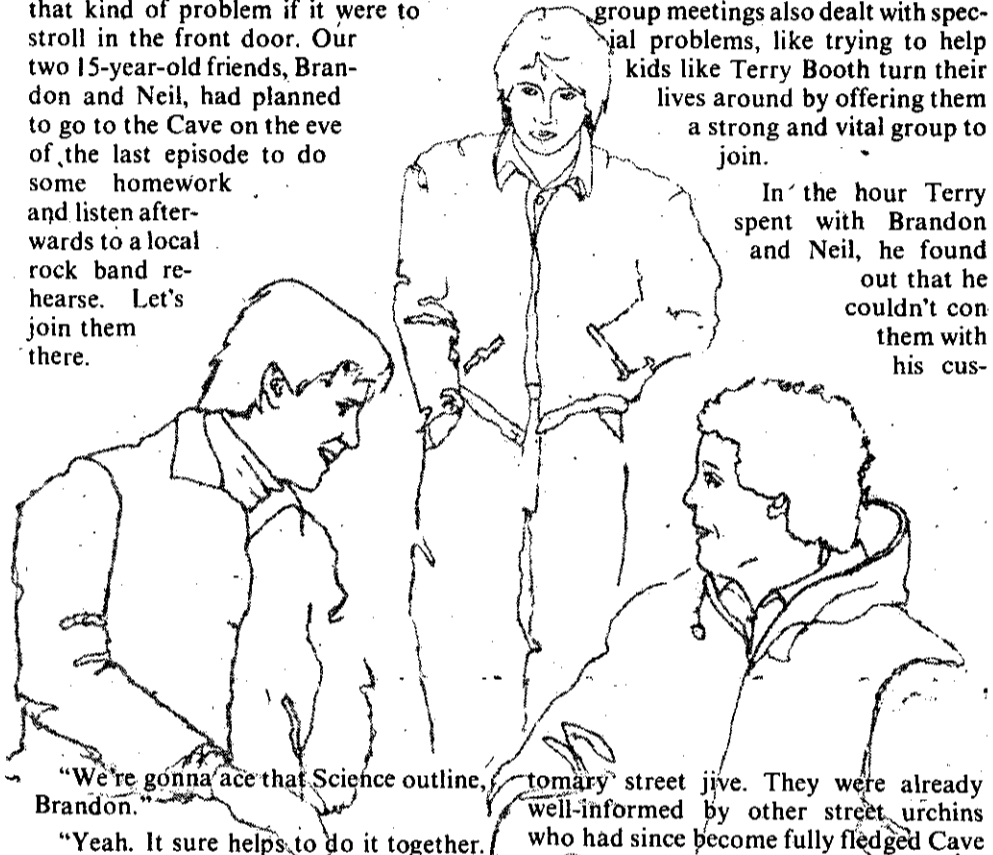 that kind of problem if it were to
stroll in the front door. Our
two 15-year-old friends, Bran-
don and Neil, had planned
to go to the Cave on the eve
of the last episode to do
some homework
and listen after-
wards to a local
rock band re-
hearse. Let's
join them
there.
"We're gonna ace that Science outline,
Brandon."
"Yeah. It sure helps to do it together.
group meetings also dealt with spec-
ial problems, like trying to help
kids like Terry Booth turn their
lives around by offering them
a strong and vital group to
join.
In the hour Terry
spent with Brandon
and Neil, he found
out that he
couldn't con
them with
his cus-
tomary street jive. They were already
well-informed by other street urchins
who had since become fully fledged Cave